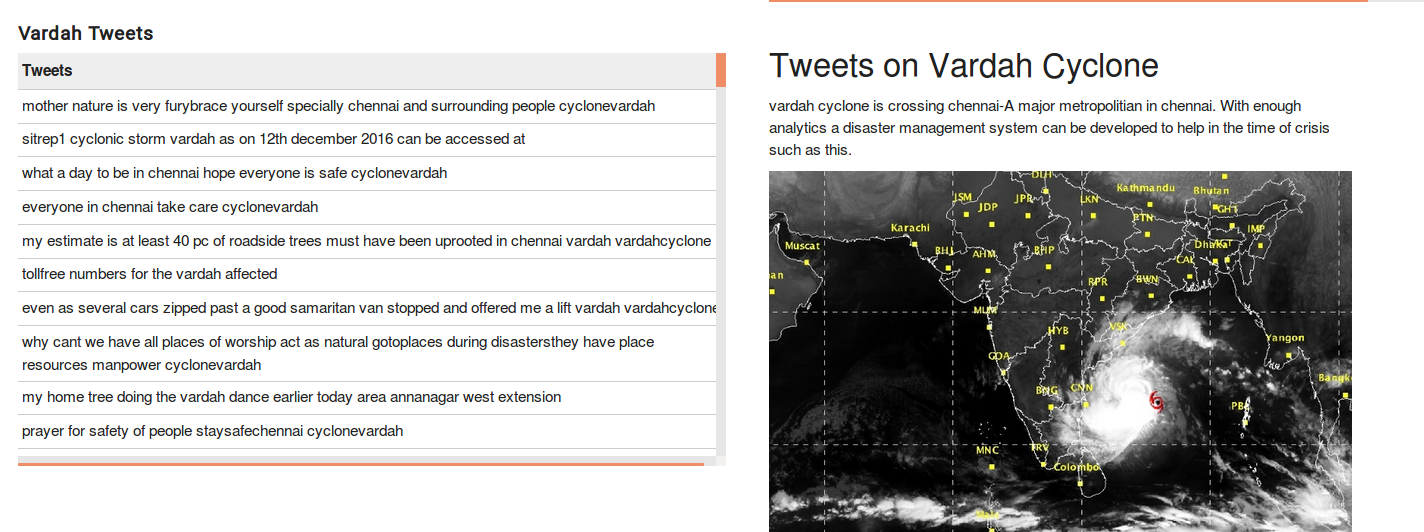 Vardah Tweets
Tweets
mother nature is very furybrace yourself specially chennai and surrounding people cyclonevardah
sitrep1 cyclonic storm vardah as on 12th december 2016 can be accessed at
what a day to be in chennai hope everyone is safe cyclonevardah
everyone in chennai take care cyclonevardah
my estimate is at least 40 pc of roadside trees must have been uprooted in chennai vardah vardahcyclone
tollfree numbers for the vardah affected
even as several cars zipped past a good samaritan van stopped and offered me a lift vardah vardahcyclone
why cant we have all places of worship act as natural gotoplaces during disastersthey have place
resources manpower cyclonevardah
my home tree doing the vardah dance earlier today area annanagar west extension
prayer for safety of people staysafechennai cyclonevardah
Tweets on Vardah Cyclone
vardah cyclone is crossing chennai-A major metropolitian in chennai. With enough
analytics a disaster management system can be developed to help in the time of crisis
such as this.
DLH
Kathmandu
Bhutan
JSM
JDP
JPR
LKN
PTN
GHT
IMP
Karachi
Muscat
BHJ
AHM
BHP
Dhaka
AGT
CAL
RPR
BWN
MUM
HYB
VSK
GOA
Yangon
BNG
CNN
PBL
MNC
TRV
Colombo